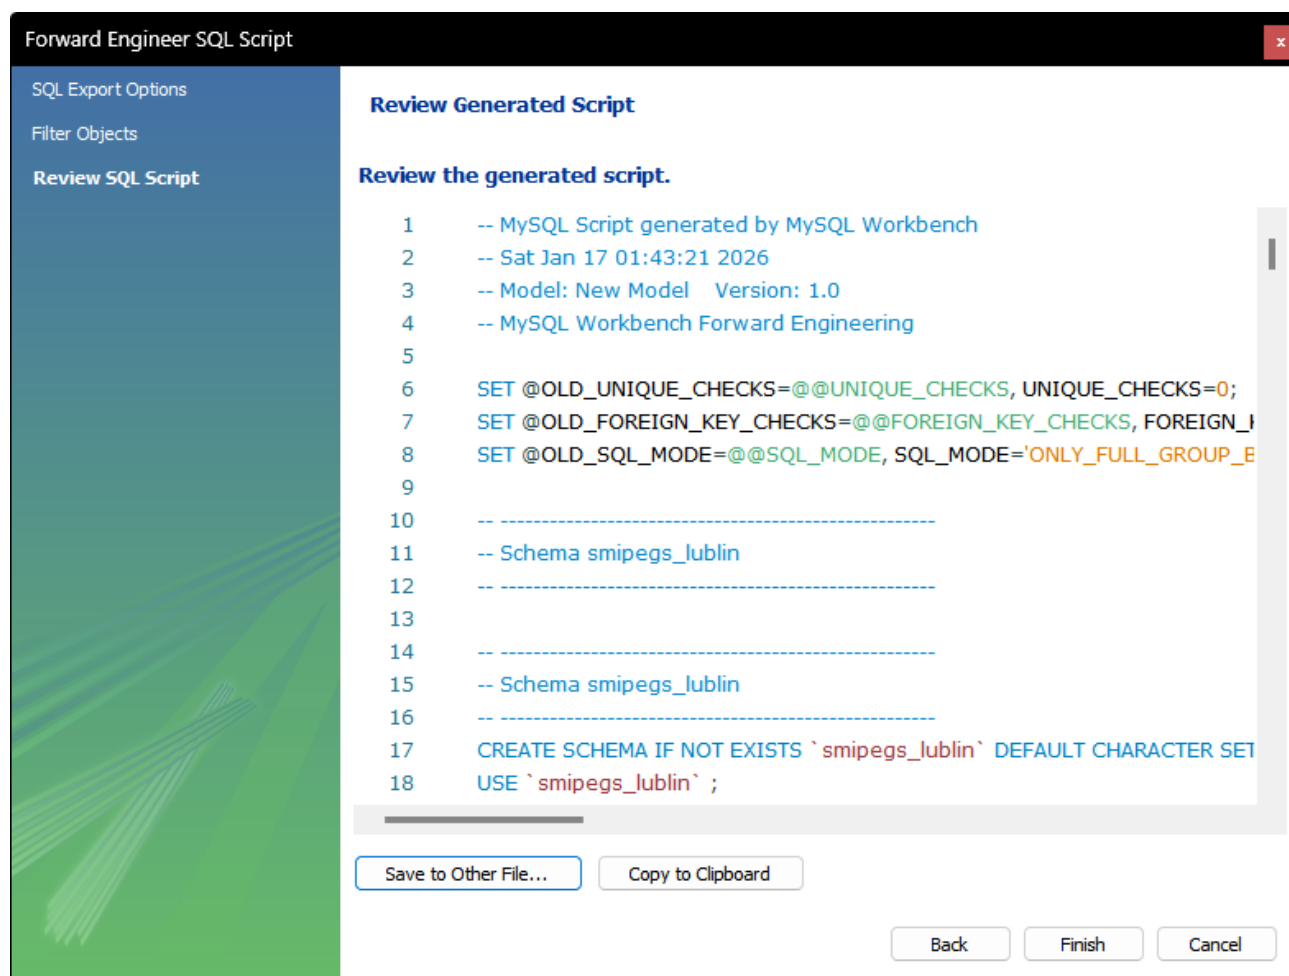 Forward Engineer SQL Script
x
SQL Export Options
Filter Objects
Review SQL Script
Review Generated Script
Review the generated script.
1 -- MySQL Script generated by MySQL Workbench
2 -- Sat Jan 17 01:43:21 2026
3 -- Model: New Model    Version: 1.0
4 -- MySQL Workbench Forward Engineering
5
6 SET @OLD_UNIQUE_CHECKS=@@UNIQUE_CHECKS, UNIQUE_CHECKS=0;
7 SET @OLD_FOREIGN_KEY_CHECKS=@@FOREIGN_KEY_CHECKS, FOREIGN_K
8 SET @OLD_SQL_MODE=@@SQL_MODE, SQL_MODE='ONLY_FULL_GROUP_B
9
10 -- -----------------------------------------------------
11 -- Schema smipegs_lublin
12 -- -----------------------------------------------------
13
14 -- -----------------------------------------------------
15 -- Schema smipegs_lublin
16 -- -----------------------------------------------------
17 CREATE SCHEMA IF NOT EXISTS `smipegs_lublin` DEFAULT CHARACTER SET
18 USE `smipegs_lublin` ;
Save to Other File...
Copy to Clipboard
Back
Finish
Cancel